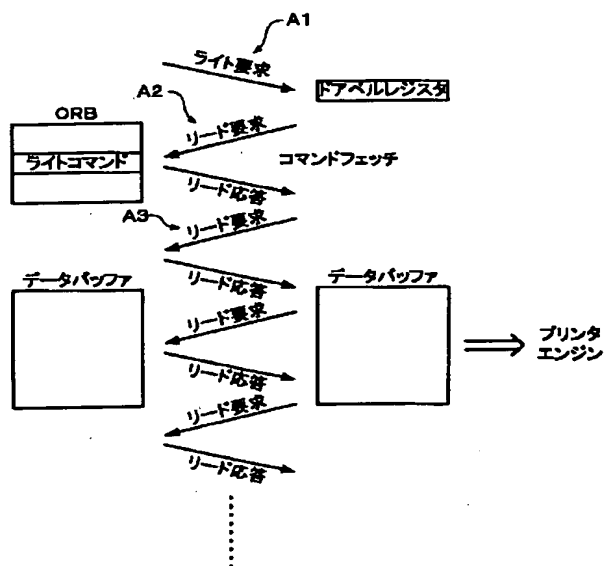 A1
ライト要求
ドアベルレジスタ
A2
ORB
リード要求
ライトコマンド
コマンドフェッチ
リード応答
A3
リード要求
データバッファ
リード応答
データバッファ
リード要求
プリンタ
エンジン
リード応答
リード要求
リード応答